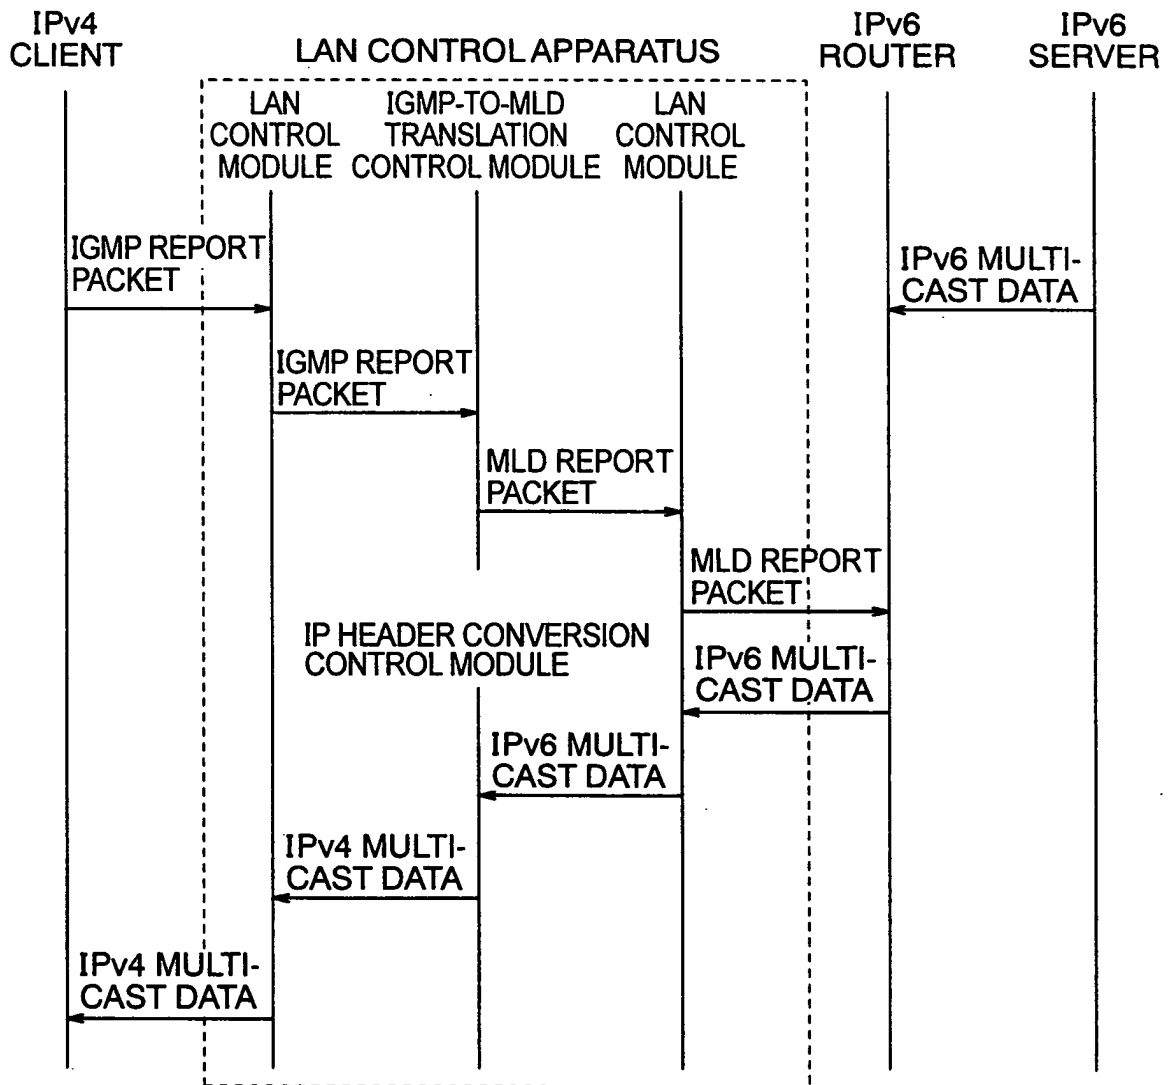 IPv4
CLIENT
LAN CONTROL APPARATUS
IPv6
ROUTER
IPv6
SERVER
LAN
CONTROL
MODULE
IGMP-TO-MLD
TRANSLATION
CONTROL MODULE
LAN
CONTROL
MODULE
IGMP REPORT
PACKET
IPv6 MULTI-
CAST DATA
IGMP REPORT
PACKET
MLD REPORT
PACKET
MLD REPORT
PACKET
IP HEADER CONVERSION
CONTROL MODULE
IPv6 MULTI-
CAST DATA
IPv6 MULTI-
CAST DATA
IPv4 MULTI-
CAST DATA
IPv4 MULTI-
CAST DATA